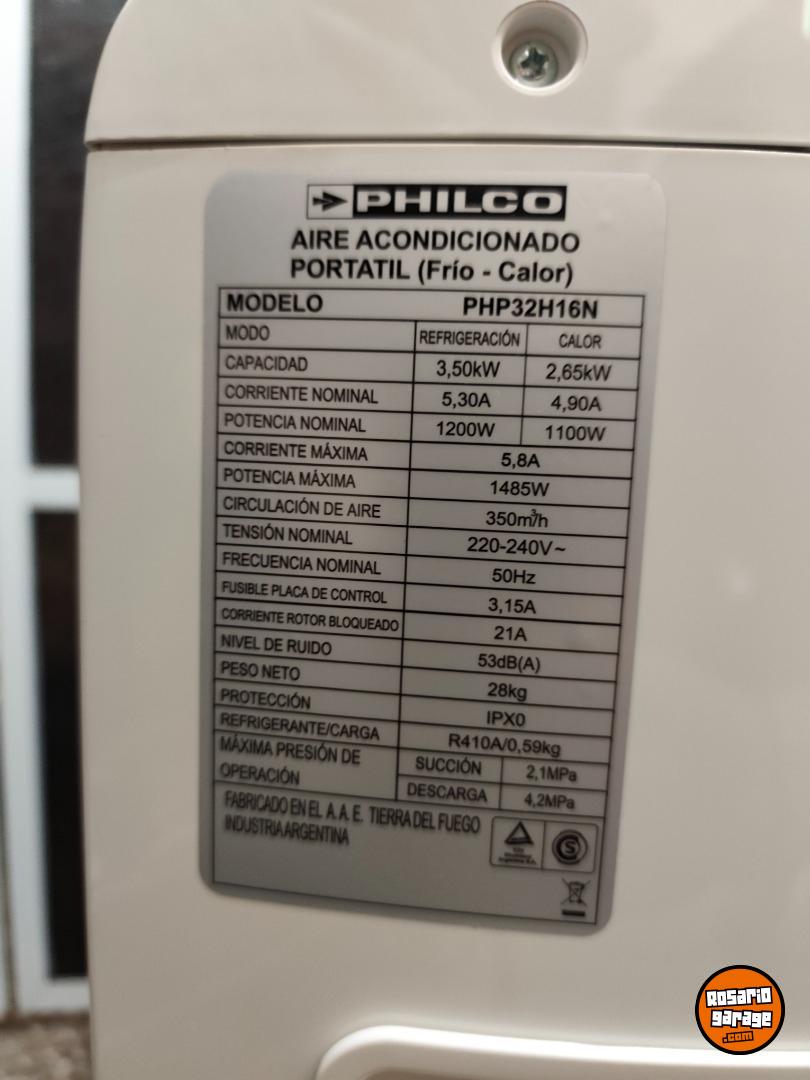 PHILCO
AIRE ACONDICIONADO
PORTATIL (Frío - Calor)
MODELO PHP32H16N
MODO REFRIGERACIÓN CALOR
CAPACIDAD 3,50kW 2,65kW
CORRIENTE NOMINAL 5,30A 4,90A
POTENCIA NOMINAL 1200W 1100W
CORRIENTE MÁXIMA 5,8A
POTENCIA MÁXIMA 1485W
CIRCULACIÓN DE AIRE 350m³/h
TENSIÓN NOMINAL 220-240V~
FRECUENCIA NOMINAL 50Hz
FUSIBLE PLACA DE CONTROL 3,15A
CORRIENTE ROTOR BLOQUEADO 21A
NIVEL DE RUIDO 53dB(A)
PESO NETO 28kg
PROTECCIÓN IPX0
REFRIGERANTE/CARGA R410A/0,59kg
MÁXIMA PRESIÓN DE OPERACIÓN SUCCIÓN 2,1MPa
DESCARGA 4,2MPa
FABRICADO EN EL A.A.E. TIERRA DEL FUEGO
INDUSTRIA ARGENTINA
Rosario
garage
.com